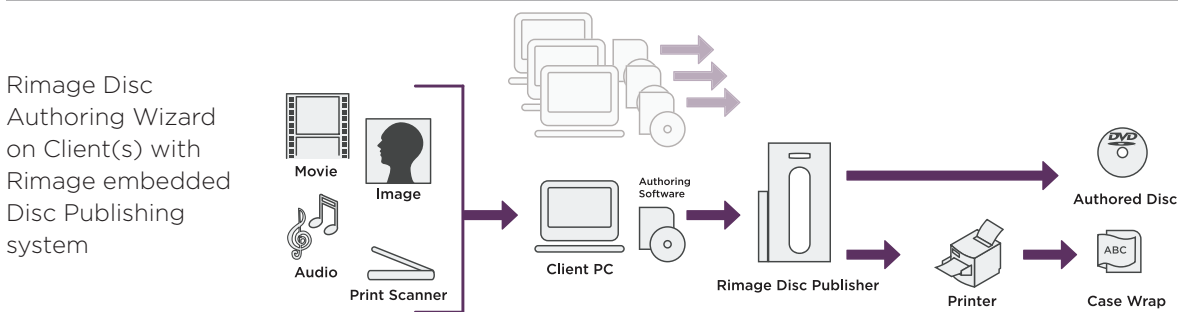 Rimage Disc
Authoring Wizard
on Client(s) with
Rimage embedded
Disc Publishing
system
Movie
Image
Audio
Print Scanner
Client PC
Authoring
Software
Rimage Disc Publisher
DVD
Authored Disc
Printer
ABC
Case Wrap